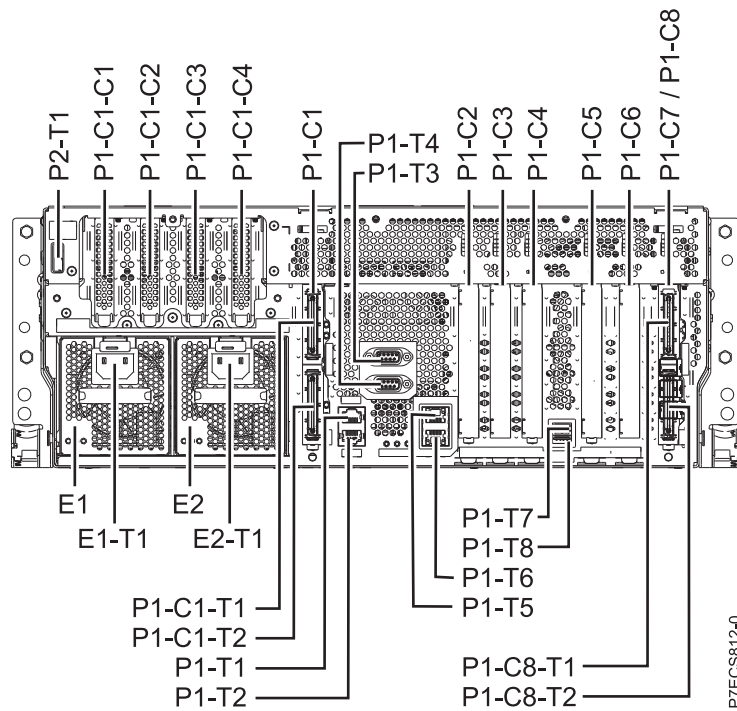 P2-T1
P1-C1-C1
P1-C1-C2
P1-C1-C3
P1-C1-C4
P1-C1
P1-T4
P1-T3
P1-C2
P1-C3
P1-C4
P1-C5
P1-C6
P1-C7 / P1-C8
E1
E2
E1-T1
E2-T1
P1-T7
P1-T8
P1-T6
P1-T5
P1-C1-T1
P1-C1-T2
P1-T1
P1-T2
P1-C8-T1
P1-C8-T2
P7ECS812-0